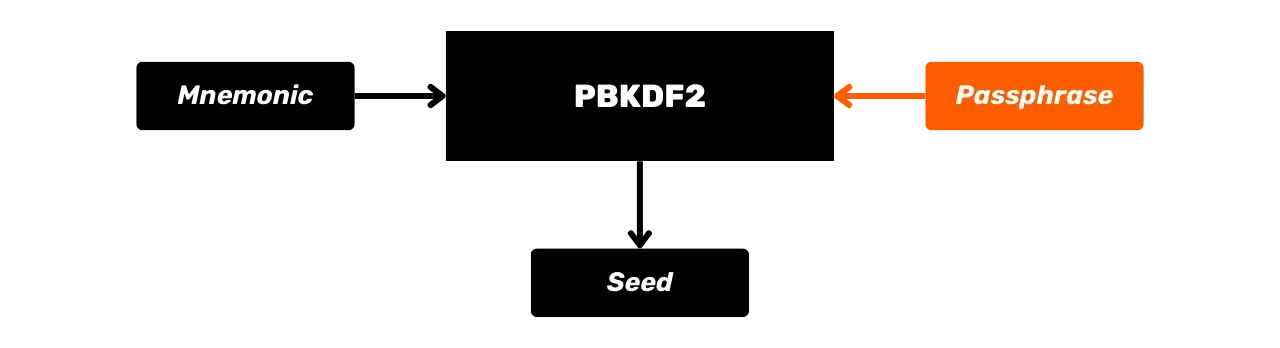 Mnemonic
PBKDF2
Passphrase
Seed